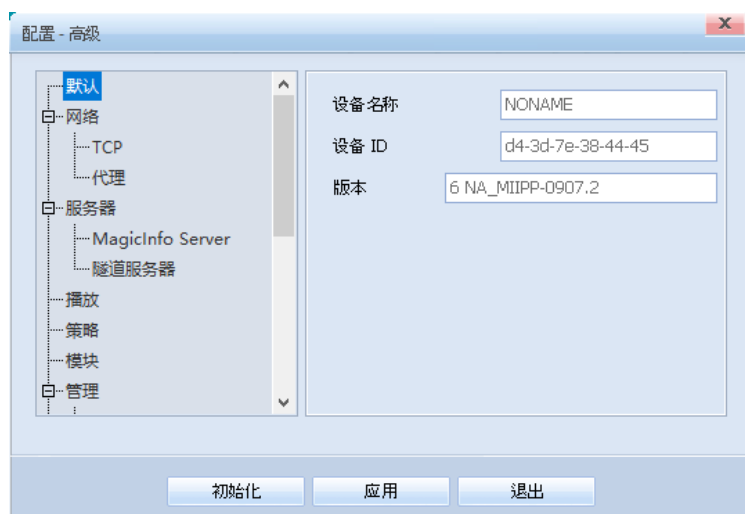 配置 - 高级
x
默认
网络
TCP
代理
服务器
MagicInfo Server
隧道服务器
播放
策略
模块
管理
设备名称 NONAME
设备 ID d4-3d-7e-38-44-45
版本 6 NA_MIIPP-0907.2
初始化 应用 退出